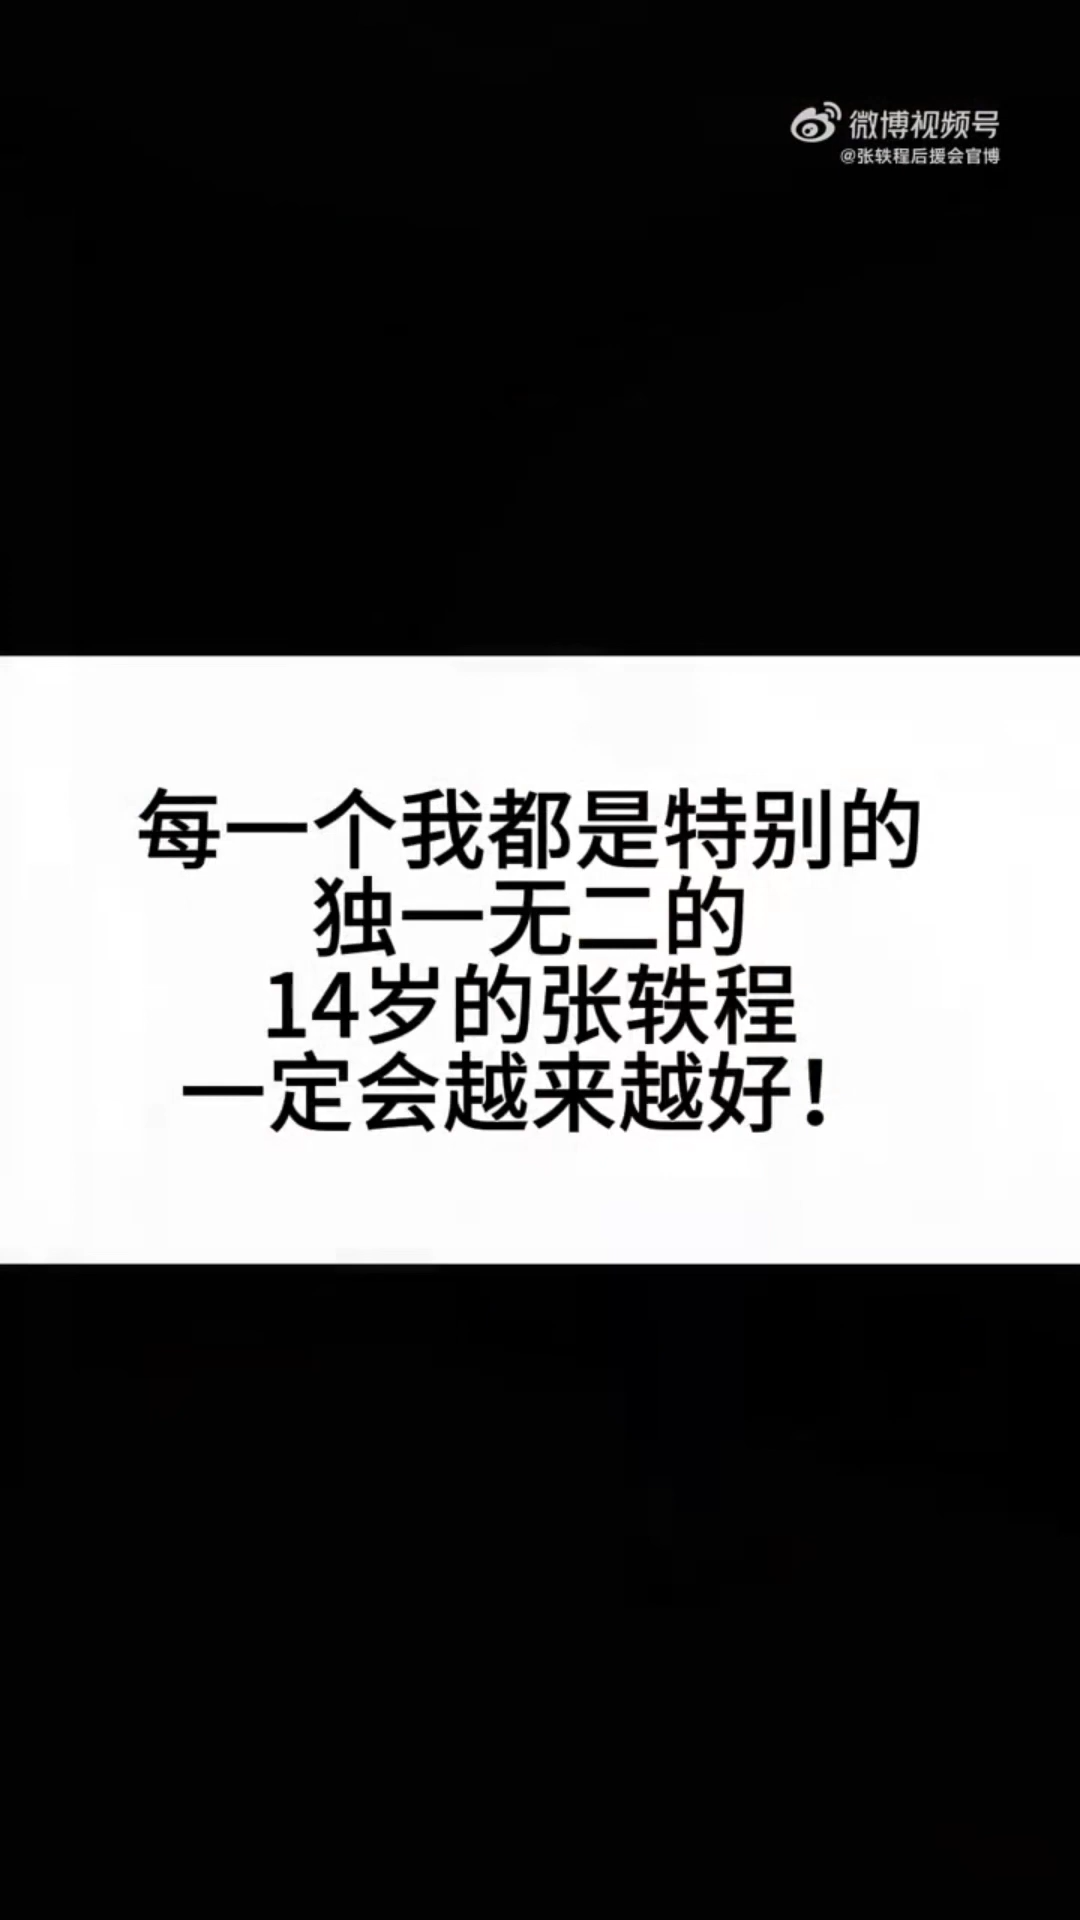 微博视频号
@张轶程后援会官博
每一个我都是特别的
独一无二的
14岁的张轶程
一定会越来越好！